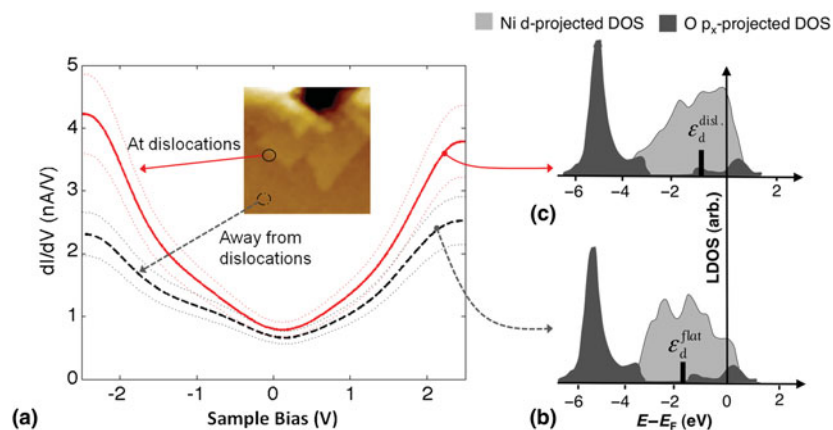 Ni d-projected DOS
O pₓ-projected DOS
5
4
3
2
1
0
dI/dV (nA/V)
At dislocations
Away from
dislocations
-2
-1
0
1
2
Sample Bias (V)
(a)
ε_d^disl.
-6
-4
-2
0
2
(c)
LDOS (arb.)
ε_d^flat
-6
-4
-2
0
2
E−E_F (eV)
(b)